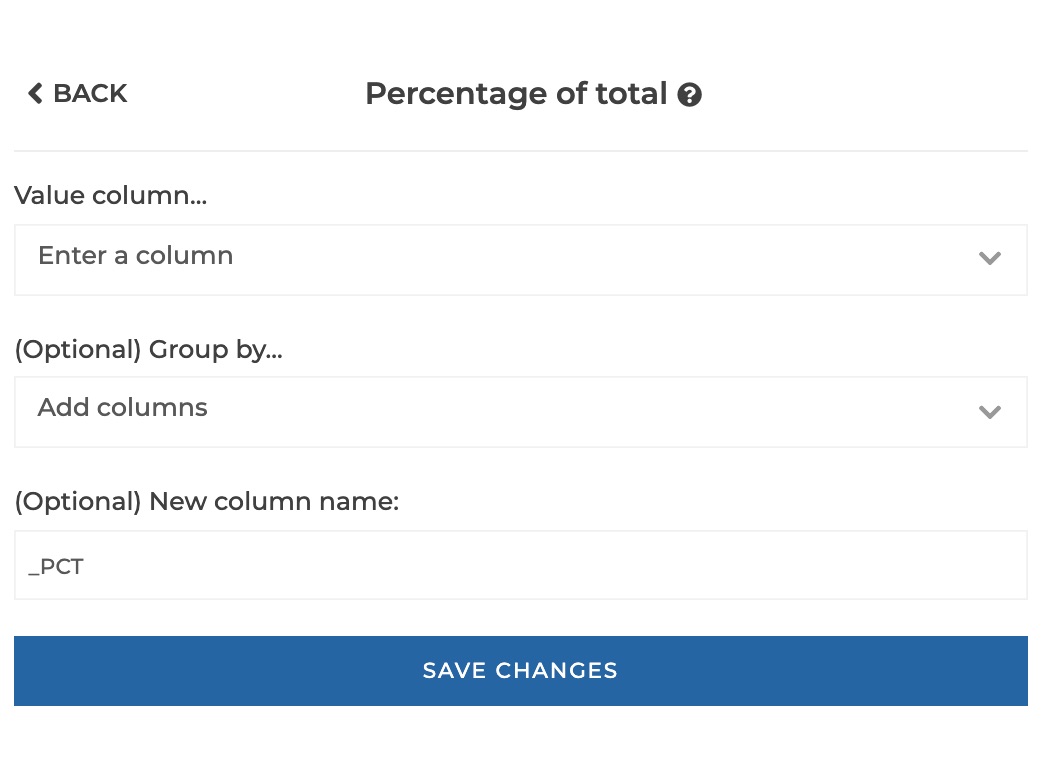 BACK
Percentage of total
Value column...
Enter a column
(Optional) Group by...
Add columns
(Optional) New column name:
_PCT
SAVE CHANGES